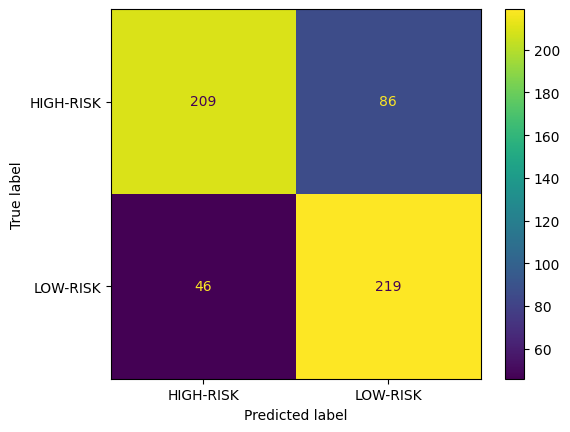 HIGH-RISK
LOW-RISK
True label
209
86
46
219
HIGH-RISK
LOW-RISK
Predicted label
200
180
160
140
120
100
80
60